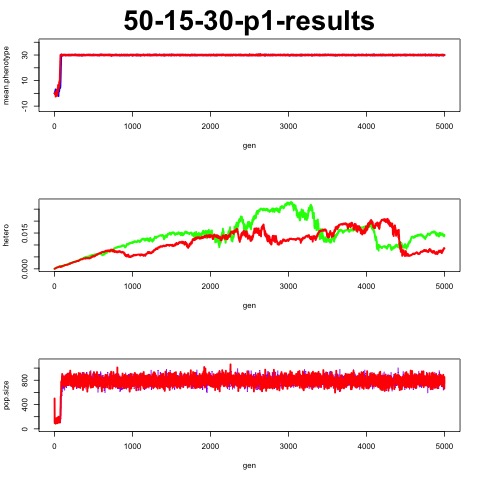 50-15-30-p1-results
mean.phenotype
-10 10 30
0 1000 2000 3000 4000 5000
gen
hetero
0.000 0.015
0 1000 2000 3000 4000 5000
gen
pop.size
0 400 800
0 1000 2000 3000 4000 5000
gen